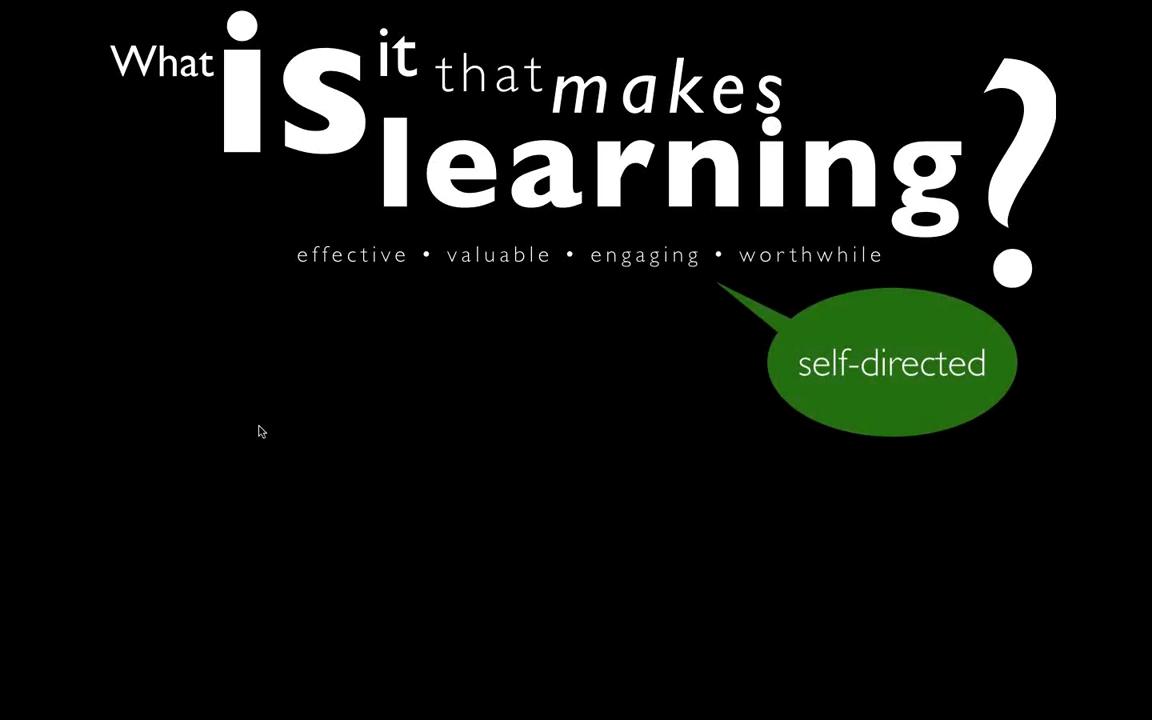 What is it that makes
learning?
effective • valuable • engaging • worthwhile
self-directed